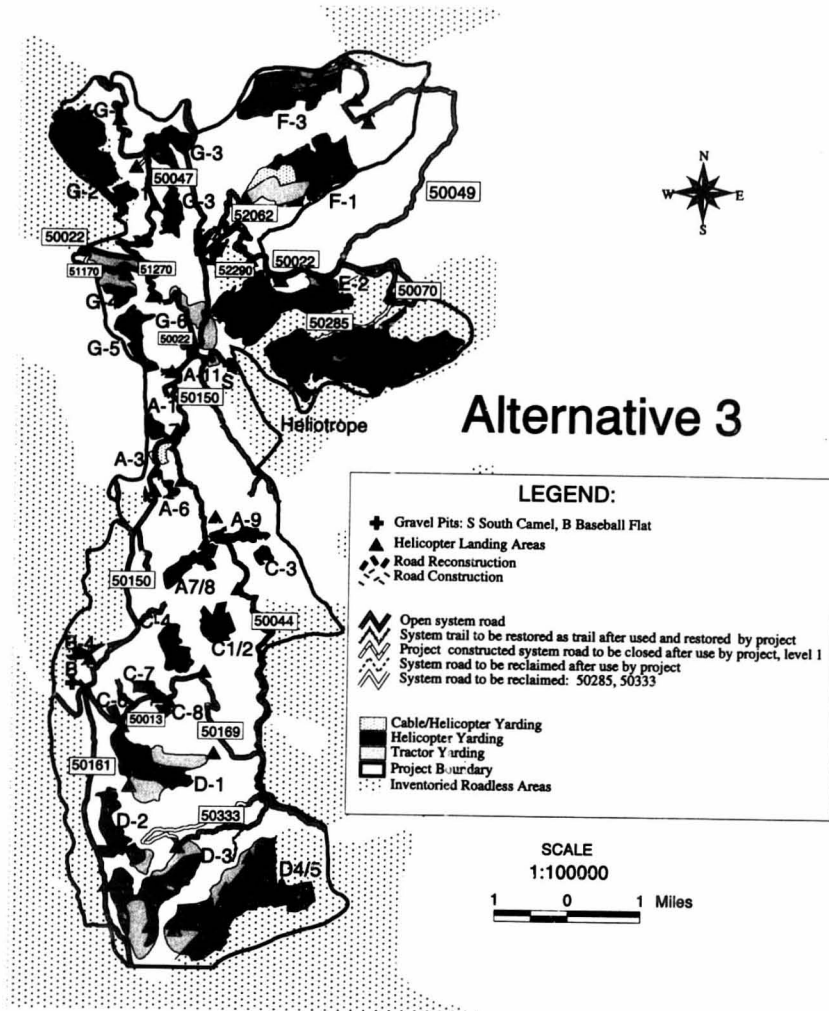 F-3
G-3
50047
G-2
G-3
F-1
50049
52062
50022
50022
51170
51270
52290
E-2
50070
G-4
G-6
50285
50022
G-5
A-11
S
50150
A-1
Heliotrope
A-3
A-6
A-9
C-3
50150
A7/8
C-4
50044
C1/2
B
C-7
C-6
C-8
50013
50169
50161
D-1
50333
D-2
D-3
D4/5
N
W E
S
Alternative 3
LEGEND:
Gravel Pits: S South Camel, B Baseball Flat
Helicopter Landing Areas
Road Reconstruction
Road Construction
Open system road
System trail to be restored as trail after used and restored by project
Project constructed system road to be closed after use by project, level 1
System road to be reclaimed after use by project
System road to be reclaimed: 50285, 50333
Cable/Helicopter Yarding
Helicopter Yarding
Tractor Yarding
Project Boundary
Inventoried Roadless Areas
SCALE
1:100000
1 0 1 Miles